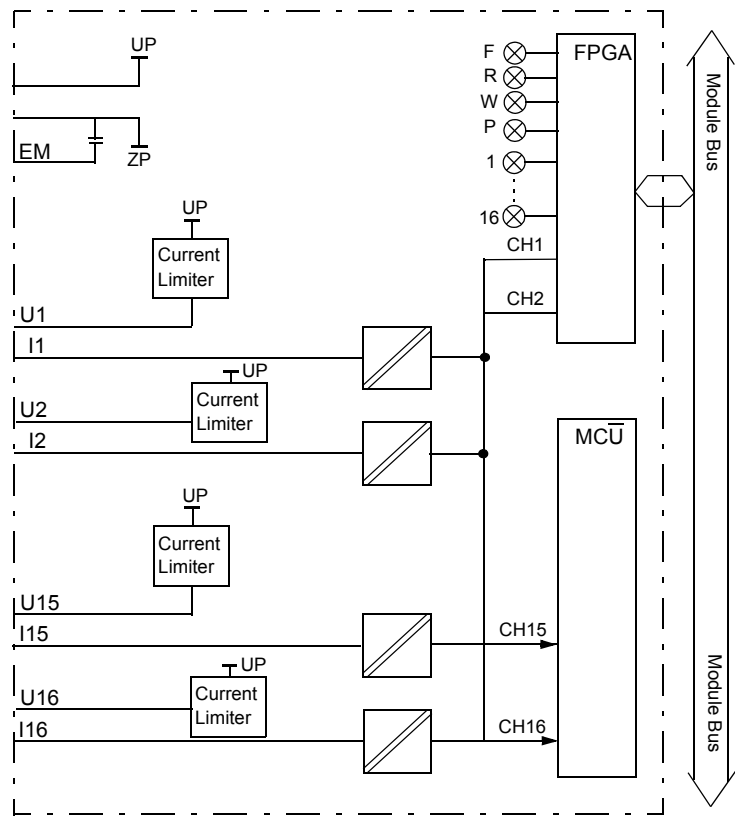 UP
F
FPGA
R
W
P
EM
ZP
1
16
Module Bus
UP
Current
Limiter
CH1
CH2
U1
I1
UP
Current
Limiter
U2
I2
MCU̅
UP
Current
Limiter
U15
I15
CH15
UP
Current
Limiter
U16
I16
CH16
Module Bus